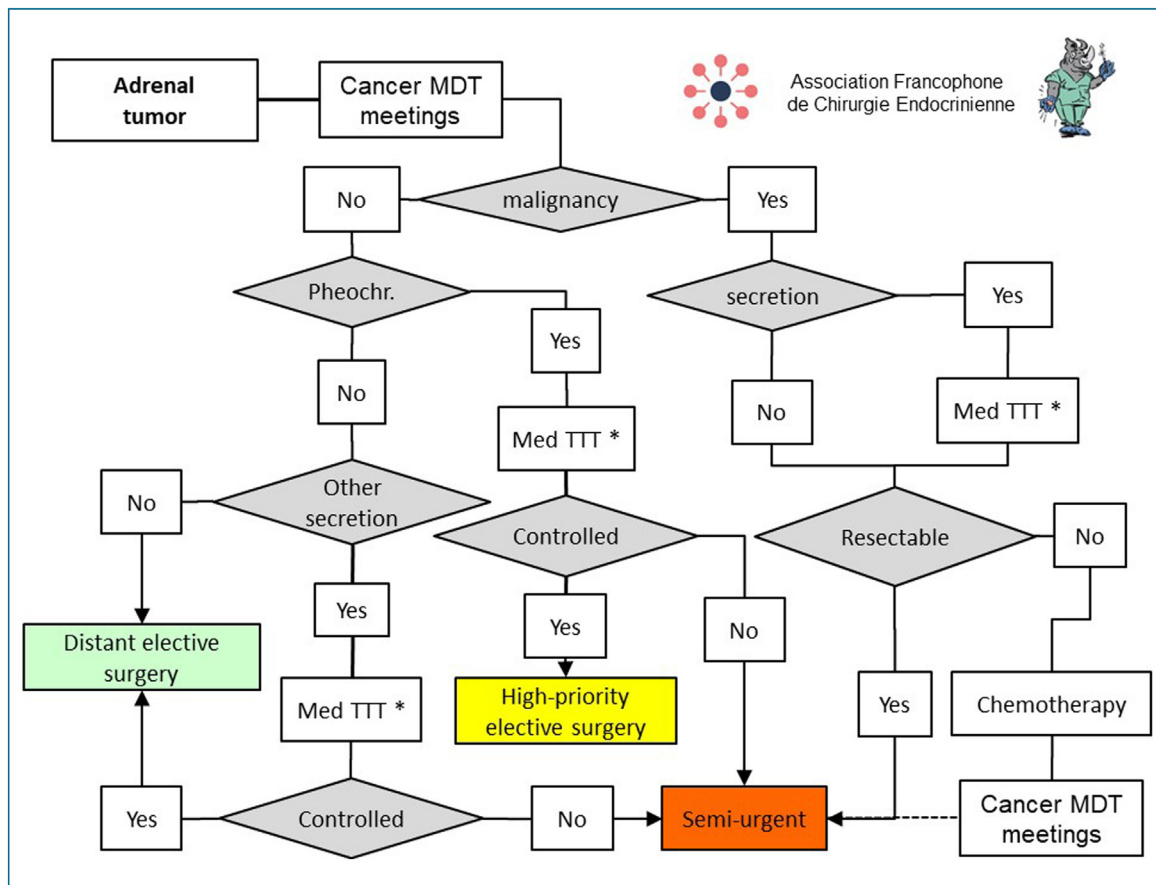 Adrenal
tumor
Cancer MDT
meetings
Association Francophone
de Chirurgie Endocrinienne
No
malignancy
Yes
Pheochr.
secretion
Yes
Yes
No
No
Med TTT *
Med TTT *
No
Other
secretion
Controlled
Resectable
No
Yes
Yes
No
Distant elective
surgery
Med TTT *
High-priority
elective surgery
Yes
Chemotherapy
Yes
Controlled
No
Semi-urgent
Cancer MDT
meetings